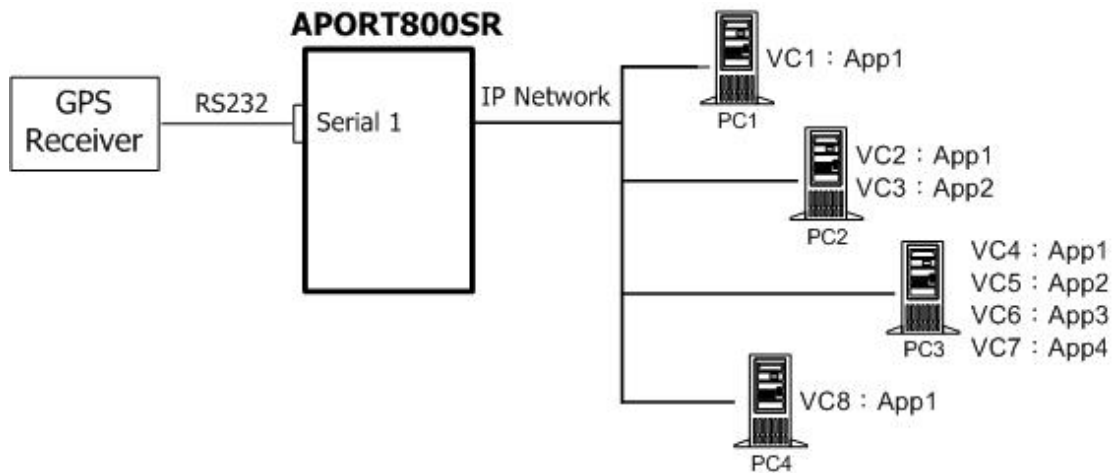 APORT800SR
GPS
Receiver
RS232
Serial 1
IP Network
VC1：App1
PC1
VC2：App1
VC3：App2
PC2
VC4：App1
VC5：App2
VC6：App3
VC7：App4
PC3
VC8：App1
PC4